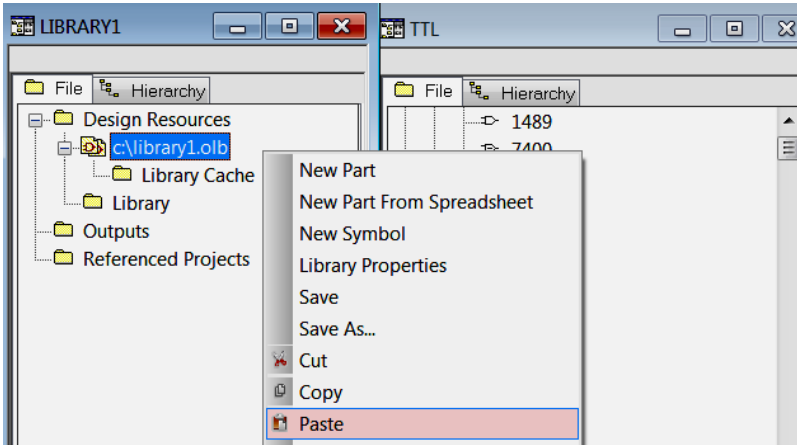 LIBRARY1
File Hierarchy
Design Resources
c:\library1.olb
Library Cache
Library
Outputs
Referenced Projects
TTL
File Hierarchy
1489
7400
New Part
New Part From Spreadsheet
New Symbol
Library Properties
Save
Save As...
Cut
Copy
Paste